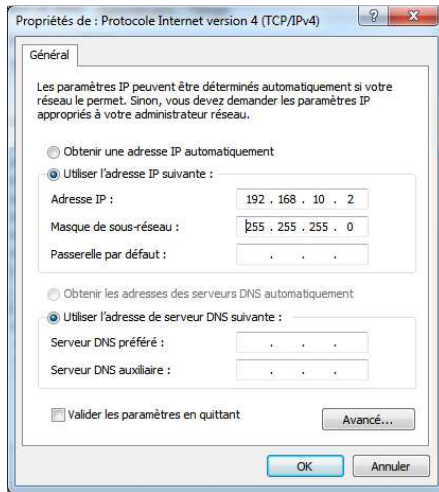 Propriétés de : Protocole Internet version 4 (TCP/IPv4)
Général
Les paramètres IP peuvent être déterminés automatiquement si votre
réseau le permet. Sinon, vous devez demander les paramètres IP
appropriés à votre administrateur réseau.
Obtenir une adresse IP automatiquement
Utiliser l'adresse IP suivante :
Adresse IP : 192 . 168 . 10 . 2
Masque de sous-réseau : 255 . 255 . 255 . 0
Passerelle par défaut : . . .
Obtenir les adresses des serveurs DNS automatiquement
Utiliser l'adresse de serveur DNS suivante :
Serveur DNS préféré : . . .
Serveur DNS auxiliaire : . . .
Valider les paramètres en quittant
Avancé...
OK Annuler